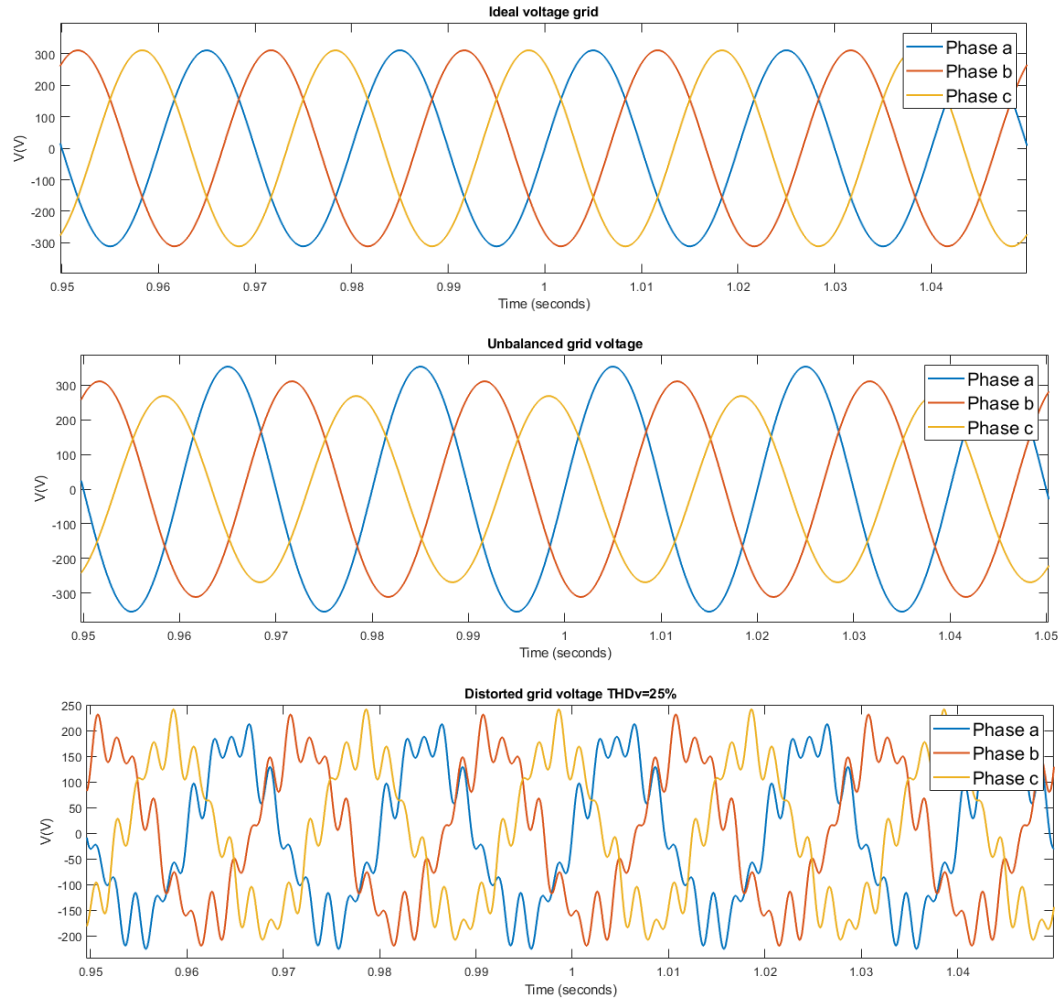 Ideal voltage grid
300
200
100
0
-100
-200
-300
V(V)
Phase a
Phase b
Phase c
0.95 0.96 0.97 0.98 0.99 1 1.01 1.02 1.03 1.04
Time (seconds)
Unbalanced grid voltage
300
200
100
0
-100
-200
-300
V(V)
Phase a
Phase b
Phase c
0.95 0.96 0.97 0.98 0.99 1 1.01 1.02 1.03 1.04 1.05
Time (seconds)
Distorted grid voltage THDv=25%
250
200
150
100
50
0
-50
-100
-150
-200
V(V)
Phase a
Phase b
Phase c
0.95 0.96 0.97 0.98 0.99 1 1.01 1.02 1.03 1.04
Time (seconds)